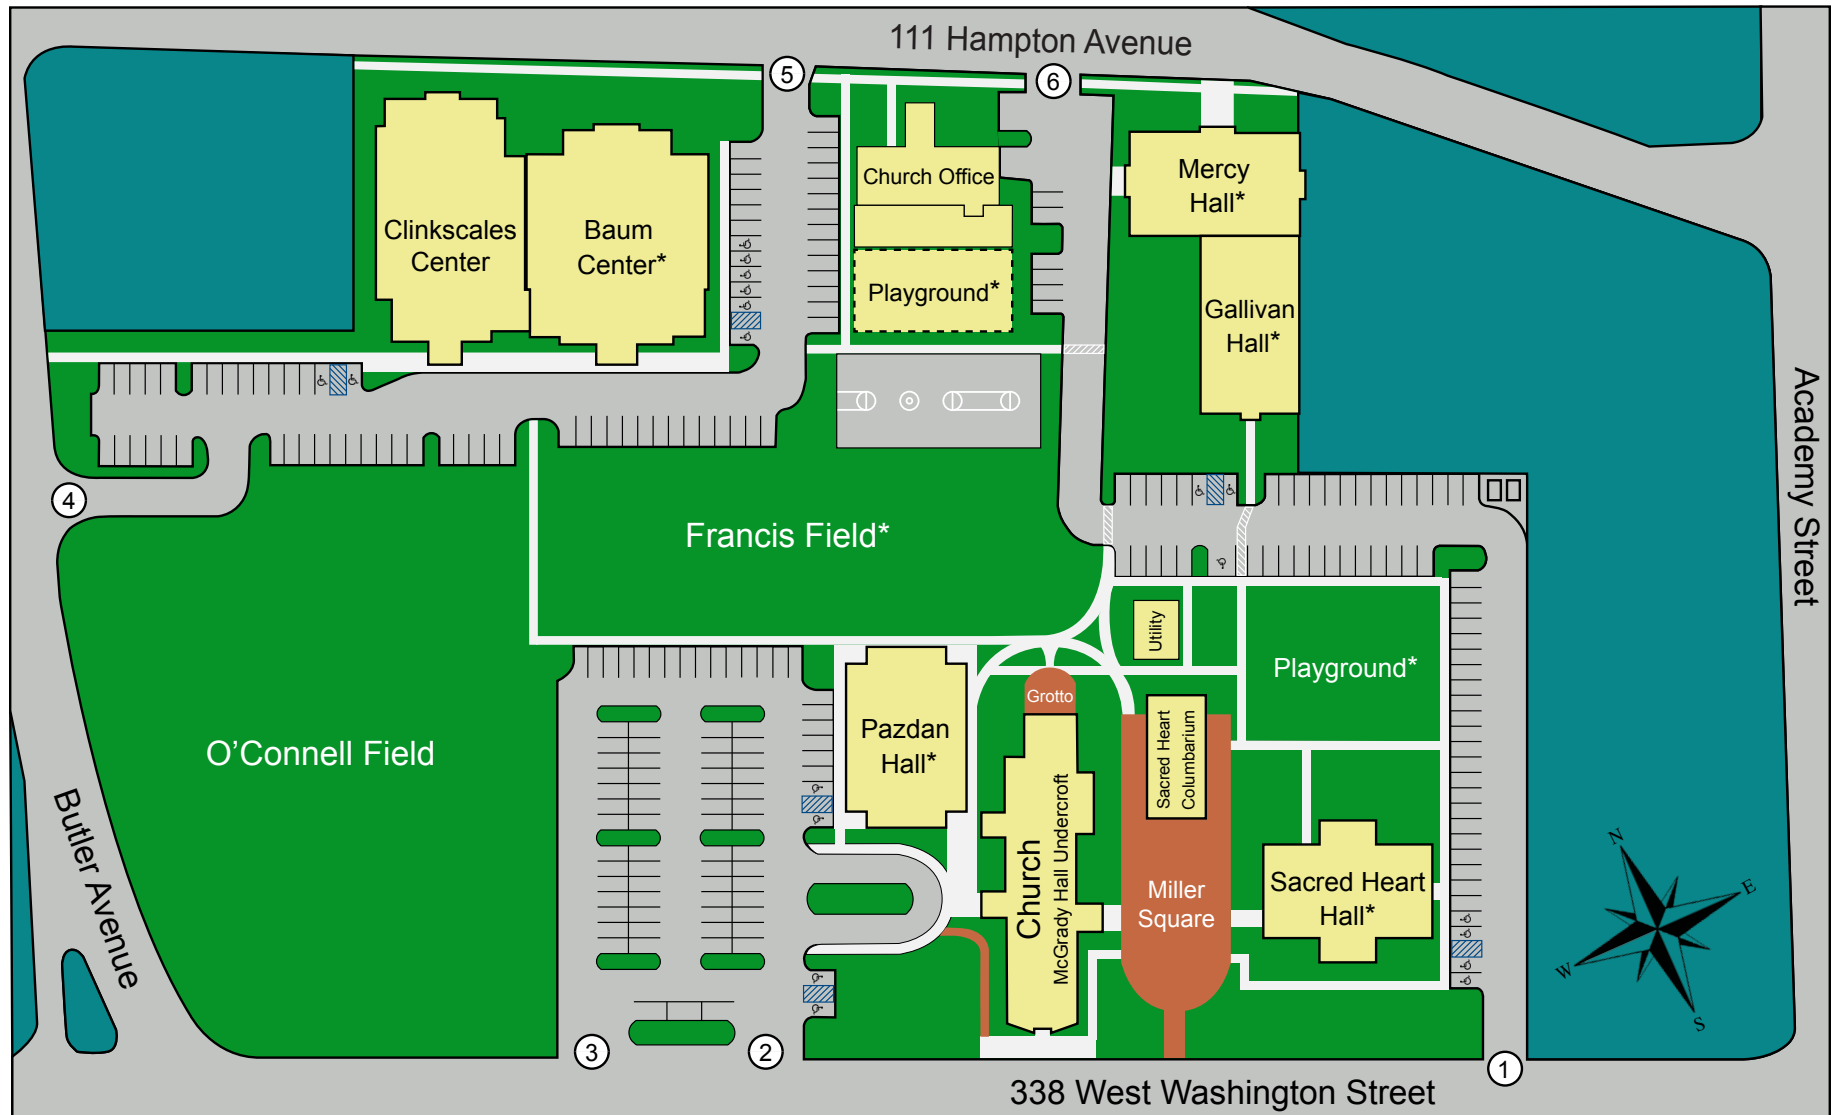 111 Hampton Avenue
5
6
Church Office
Mercy
Hall*
Clinkscales
Center
Baum
Center*
Playground*
Gallivan
Hall*
Academy Street
4
Francis Field*
Utility
Playground*
Grotto
Pazdan
Hall*
Sacred Heart
Columbarium
O’Connell Field
Butler Avenue
Church
McGrady Hall Undercroft
Miller
Square
Sacred Heart
Hall*
N
E
W
S
3
2
1
338 West Washington Street